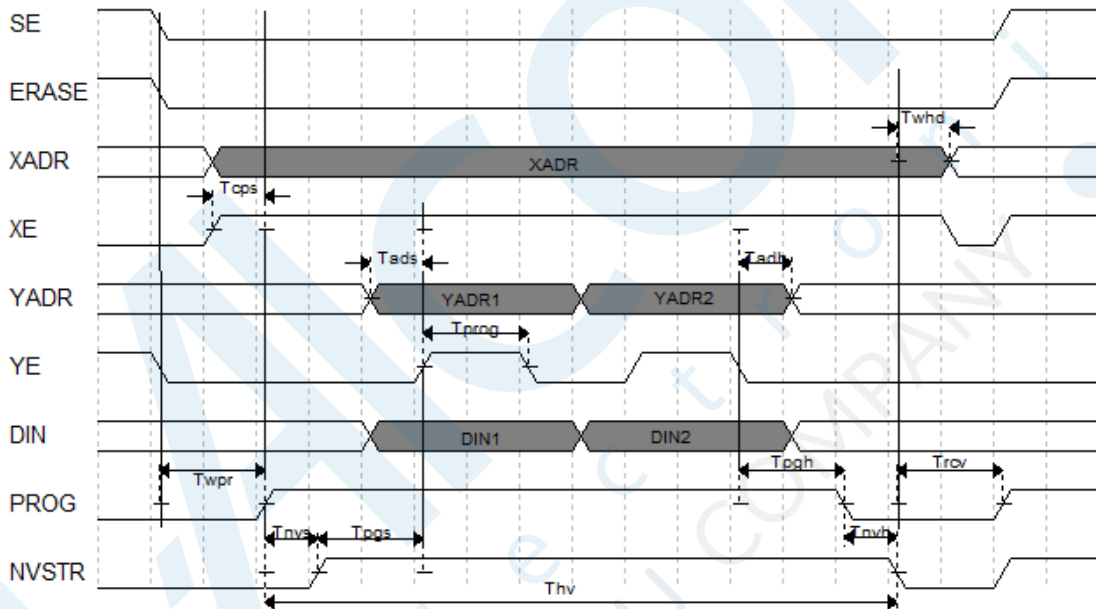 SE
ERASE
Twhd
XADR
XADR
Tcps
XE
Tads
Tadh
YADR
YADR1
YADR2
Tprog
YE
DIN
DIN1
DIN2
Twpr
Tpgh
Trcv
PROG
Tnvs
Tpgs
Tnvh
NVSTR
Thv